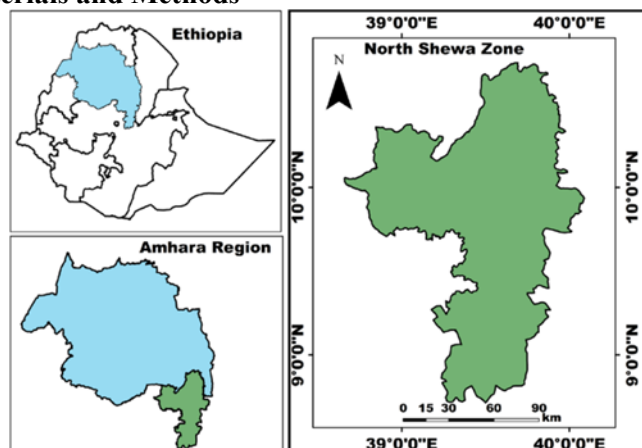 erials and Methods
Ethiopia
Amhara Region
39°0'0"E 40°0'0"E
North Shewa Zone
N
10°0'0"N
10°0'0"N
9°0'0"N
9°0'0"N
0 15 30 60 90
km
39°0'0"E 40°0'0"E